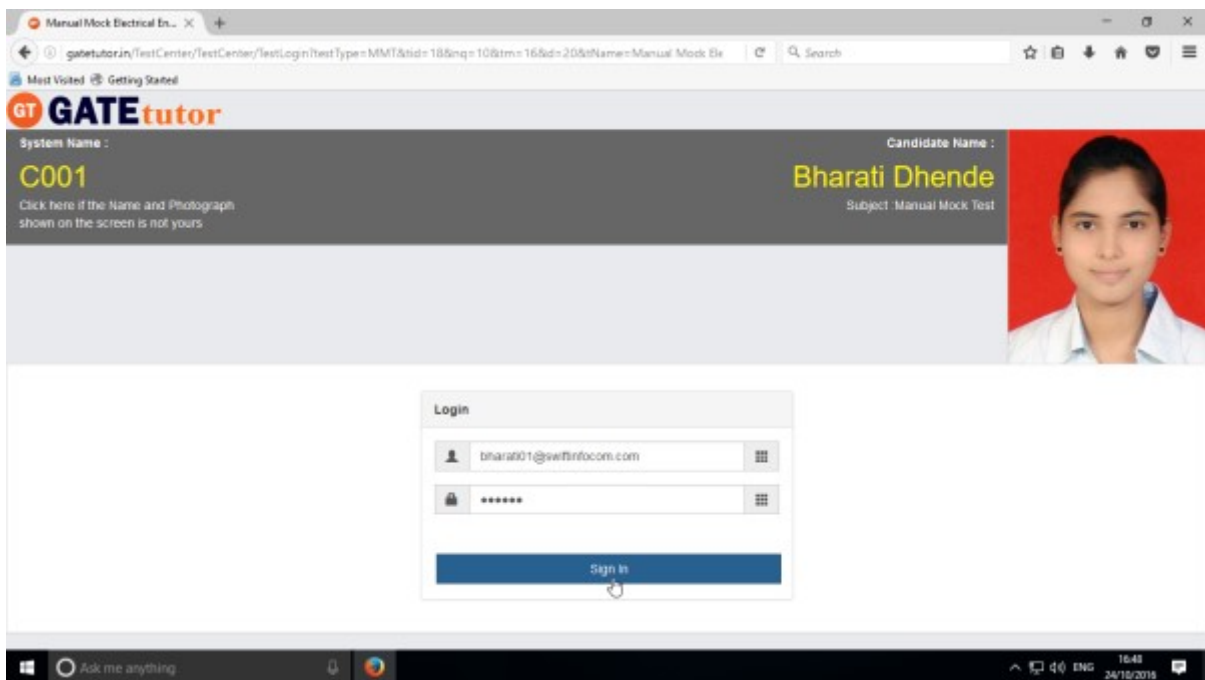 Manual Mock Electrical En...
gatetutor.in/TestCenter/TestCenter/TestLogin?testType=MMT&tid=18&nq=10&tm=16&id=20&tName=Manual Mock Ele
Search
Most Visited Getting Started
GT GATEtutor
System Name :
Candidate Name :
C001
Bharati Dhende
Click here if the Name and Photograph
shown on the screen is not yours
Subject :Manual Mock Test
Login
bharati01@swiftinfocom.com
******
Sign In
Ask me anything
ENG
16:40
24/10/2016